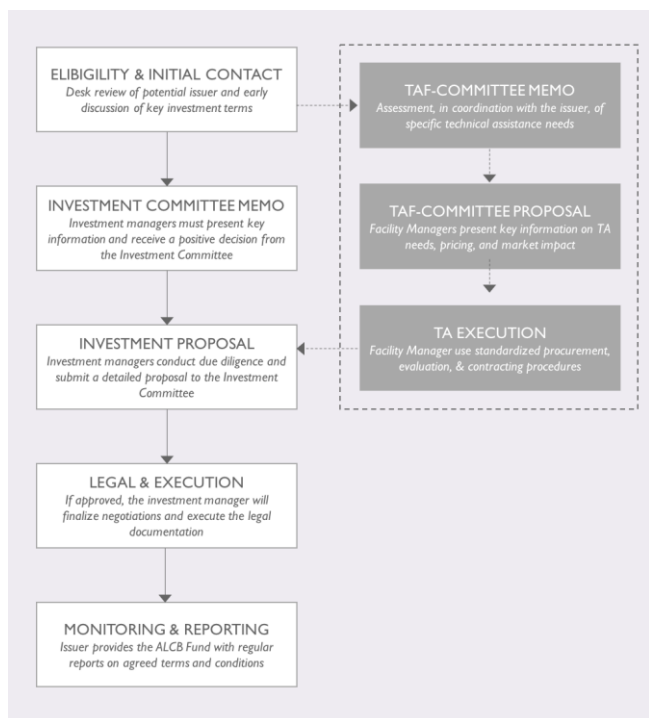 ELIBIGILITY & INITIAL CONTACT
Desk review of potential issuer and early
discussion of key investment terms
INVESTMENT COMMITTEE MEMO
Investment managers must present key
information and receive a positive decision from
the Investment Committee
INVESTMENT PROPOSAL
Investment managers conduct due diligence and
submit a detailed proposal to the Investment
Committee
LEGAL & EXECUTION
If approved, the investment manager will
finalize negotiations and execute the legal
documentation
MONITORING & REPORTING
Issuer provides the ALCB Fund with regular
reports on agreed terms and conditions
TAF-COMMITTEE MEMO
Assessment, in coordination with the issuer, of
specific technical assistance needs
TAF-COMMITTEE PROPOSAL
Facility Managers present key information on TA
needs, pricing, and market impact
TA EXECUTION
Facility Manager use standardized procurement,
evaluation, & contracting procedures